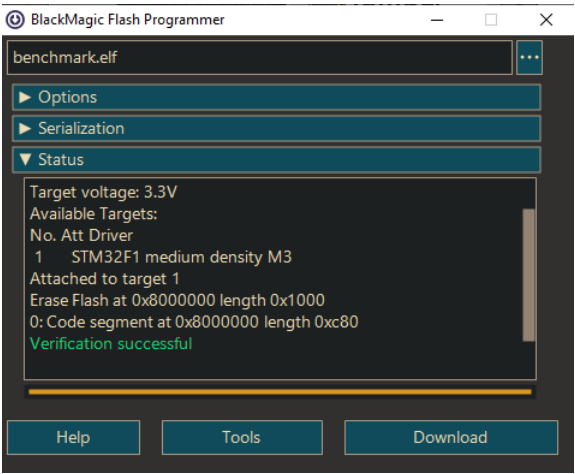 BlackMagic Flash Programmer
benchmark.elf
...
▶ Options
▶ Serialization
▼ Status
Target voltage: 3.3V
Available Targets:
No. Att Driver
1 STM32F1 medium density M3
Attached to target 1
Erase Flash at 0x8000000 length 0x1000
0: Code segment at 0x8000000 length 0xc80
Verification successful
Help Tools Download